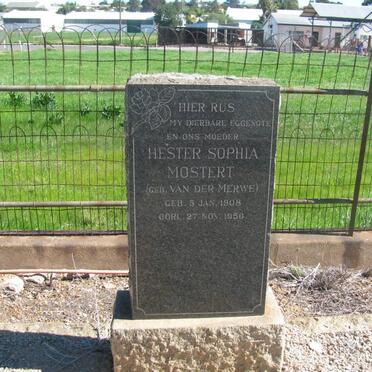 HIER RUS
MY DIERBARE EGGENOTE
EN ONS MOEDER
HESTER SOPHIA
MOSTERT
(GEB. VAN DER MERWE)
GEB. 5 JAN. 1908
OORL. 27 NOV. 1956